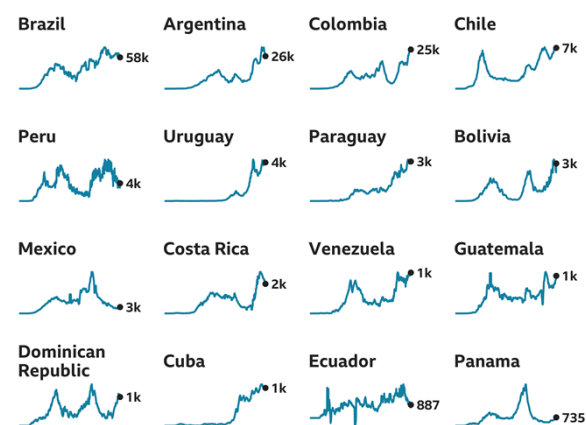 Brazil Argentina Colombia Chile
58k 26k 25k 7k
Peru Uruguay Paraguay Bolivia
4k 4k 3k 3k
Mexico Costa Rica Venezuela Guatemala
3k 2k 1k 1k
Dominican
Republic Cuba Ecuador Panama
1k 1k 887 735